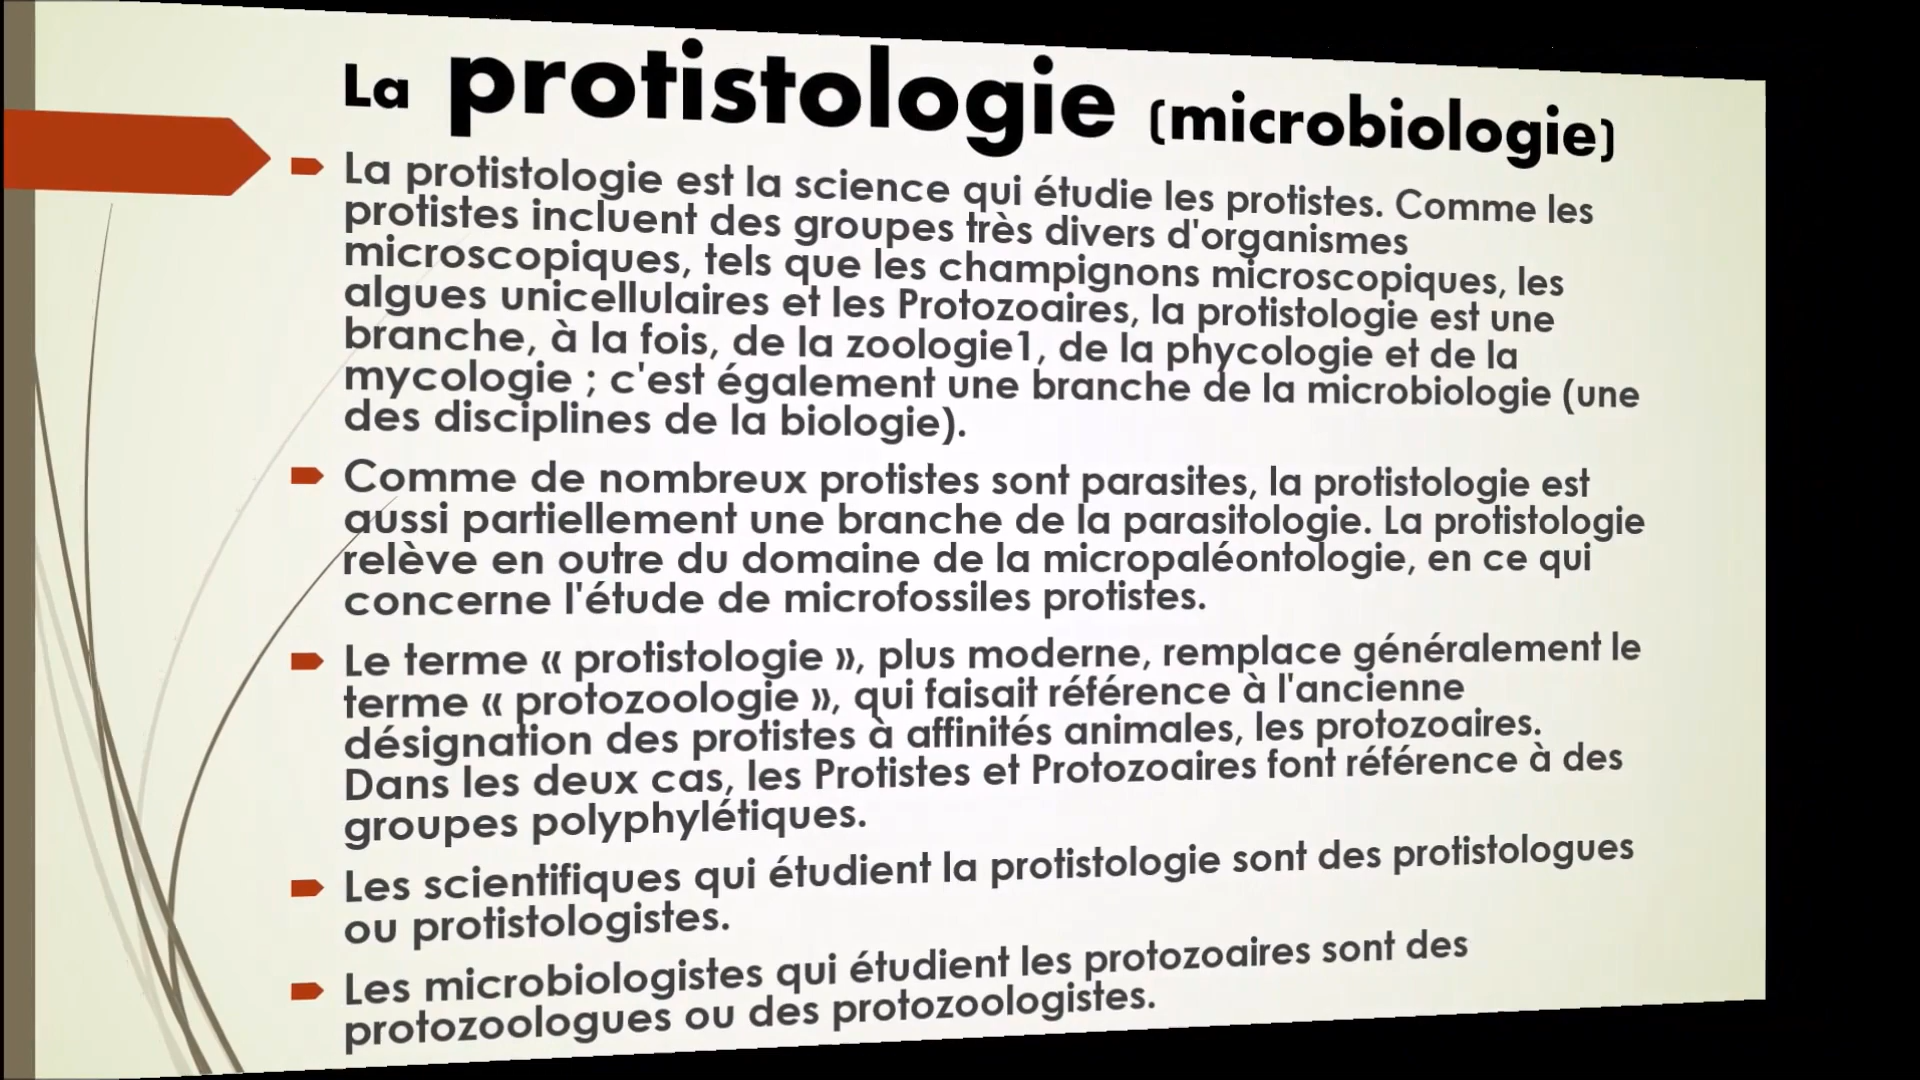 La protistologie (microbiologie)
La protistologie est la science qui étudie les protistes. Comme les
protistes incluent des groupes très divers d'organismes
microscopiques, tels que les champignons microscopiques, les
algues unicellulaires et les Protozoaires, la protistologie est une
branche, à la fois, de la zoologie1, de la phycologie et de la
mycologie ; c'est également une branche de la microbiologie (une
des disciplines de la biologie).
Comme de nombreux protistes sont parasites, la protistologie est
aussi partiellement une branche de la parasitologie. La protistologie
relève en outre du domaine de la micropaléontologie, en ce qui
concerne l'étude de microfossiles protistes.
Le terme « protistologie », plus moderne, remplace généralement le
terme « protozoologie », qui faisait référence à l'ancienne
désignation des protistes à affinités animales, les protozoaires.
Dans les deux cas, les Protistes et Protozoaires font référence à des
groupes polyphylétiques.
Les scientifiques qui étudient la protistologie sont des protistologues
ou protistologistes.
Les microbiologistes qui étudient les protozoaires sont des
protozoologues ou des protozoologistes.